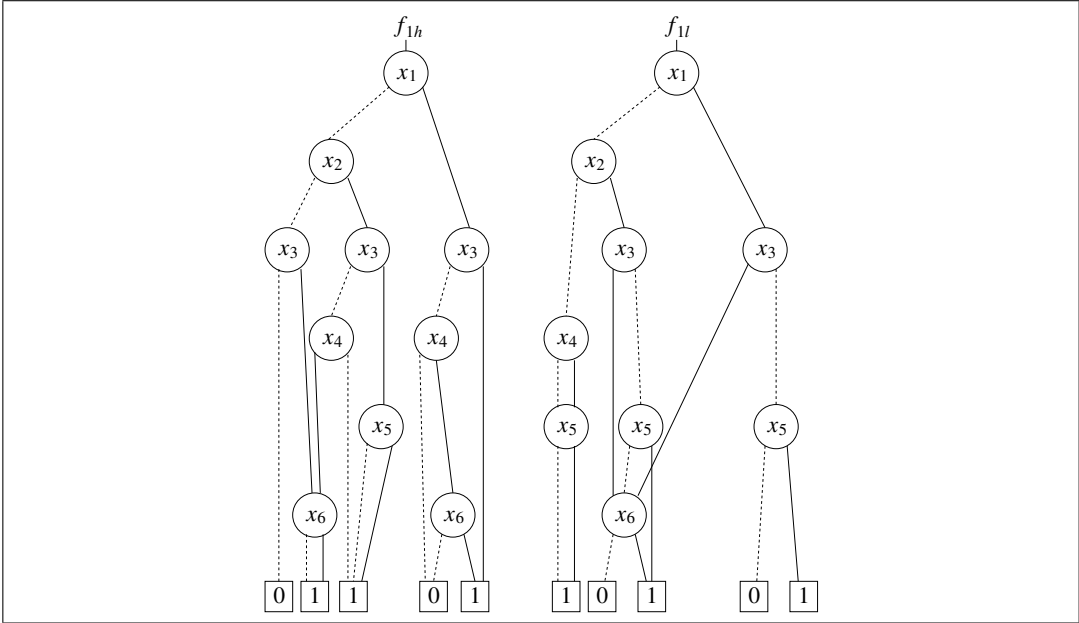 f1h f1l
x1 x1
x2 x2
x3 x3 x3 x3 x3
x4 x4 x4
x5 x5 x5 x5
x6 x6 x6
0 1 1 0 1 1 0 1 0 1